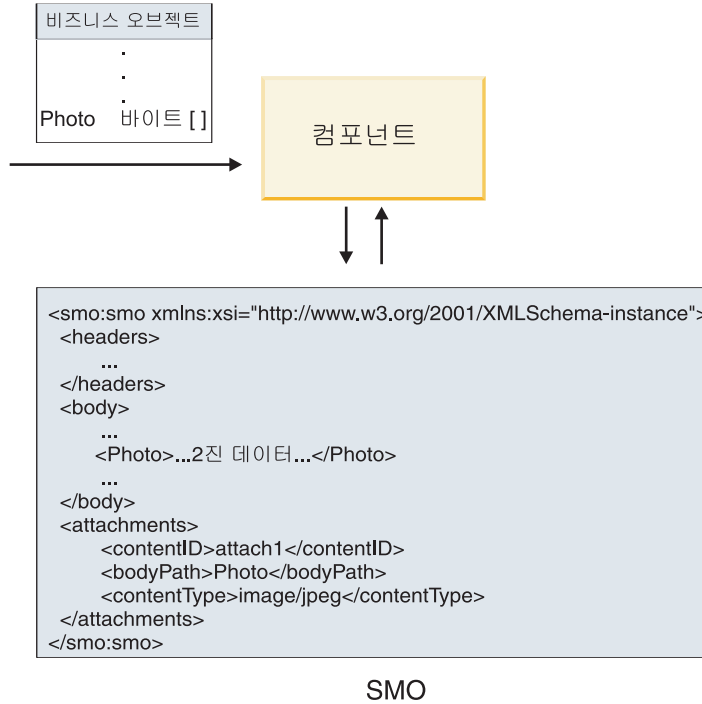 비즈니스 오브젝트
.
.
.
Photo 바이트 [ ]
컴포넌트
<smo:smo xmlns:xsi="http://www.w3.org/2001/XMLSchema-instance">
<headers>
...
</headers>
<body>
...
<Photo>...2진 데이터...</Photo>
...
</body>
<attachments>
<contentID>attach1</contentID>
<bodyPath>Photo</bodyPath>
<contentType>image/jpeg</contentType>
</attachments>
</smo:smo>
SMO